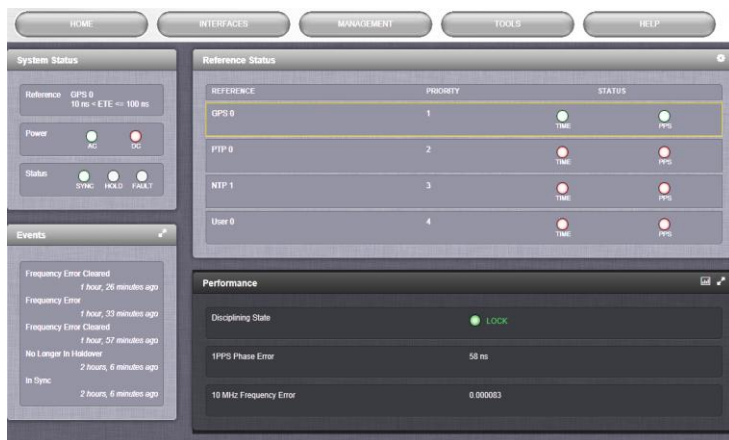 HOME INTERFACES MANAGEMENT TOOLS HELP
System Status
Reference GPS 0
10 ns < ETE <= 100 ns
Power AC DC
Status SYNC HOLD FAULT
Events
Frequency Error Cleared
1 hour, 26 minutes ago
Frequency Error
1 hour, 33 minutes ago
Frequency Error Cleared
1 hour, 57 minutes ago
No Longer In Holdover
2 hours, 6 minutes ago
In Sync
2 hours, 6 minutes ago
Reference Status
REFERENCE PRIORITY STATUS
GPS 0 1 TIME PPS
PTP 0 2 TIME PPS
NTP 1 3 TIME PPS
User 0 4 TIME PPS
Performance
Disciplining State LOCK
1PPS Phase Error 58 ns
10 MHz Frequency Error 0.000083